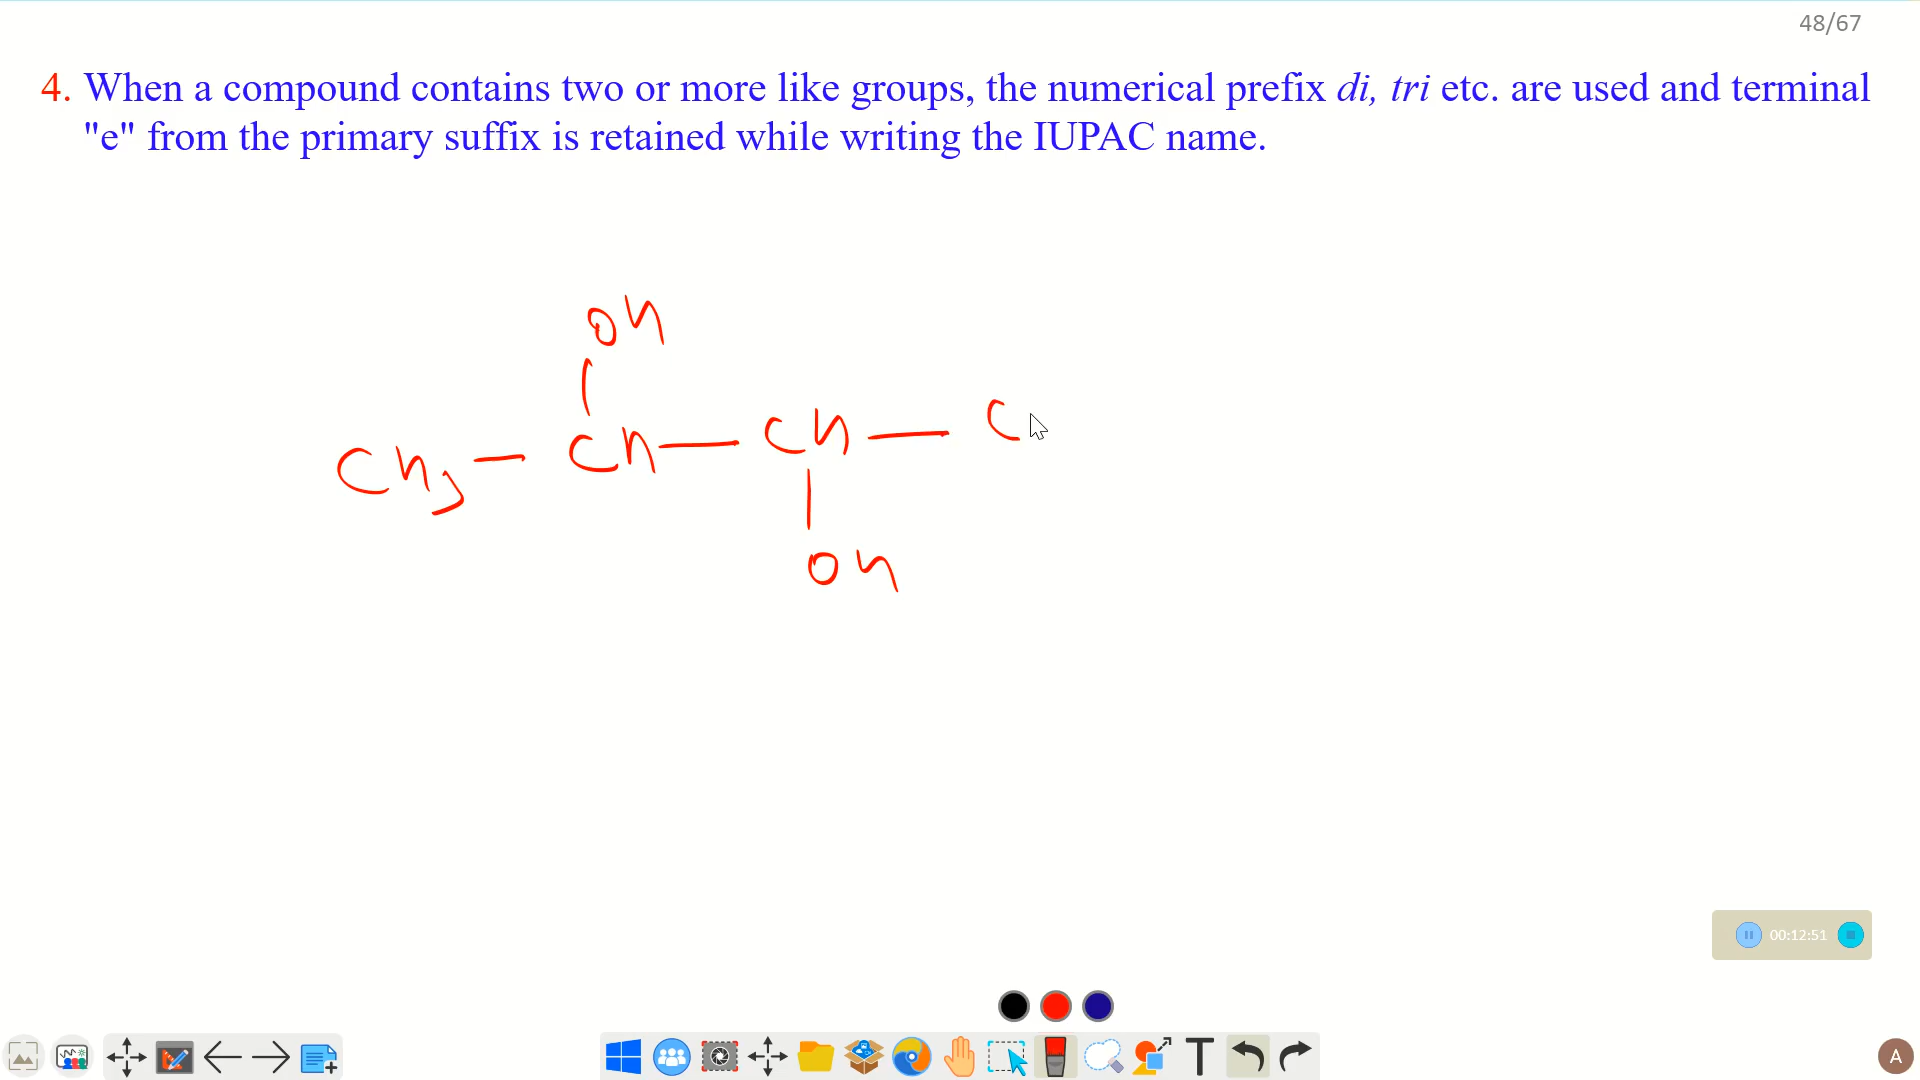 48/67
4. When a compound contains two or more like groups, the numerical prefix di, tri etc. are used and terminal
"e" from the primary suffix is retained while writing the IUPAC name.
OH
CH3 — CH — CH — C
OH
00:12:51
T
A